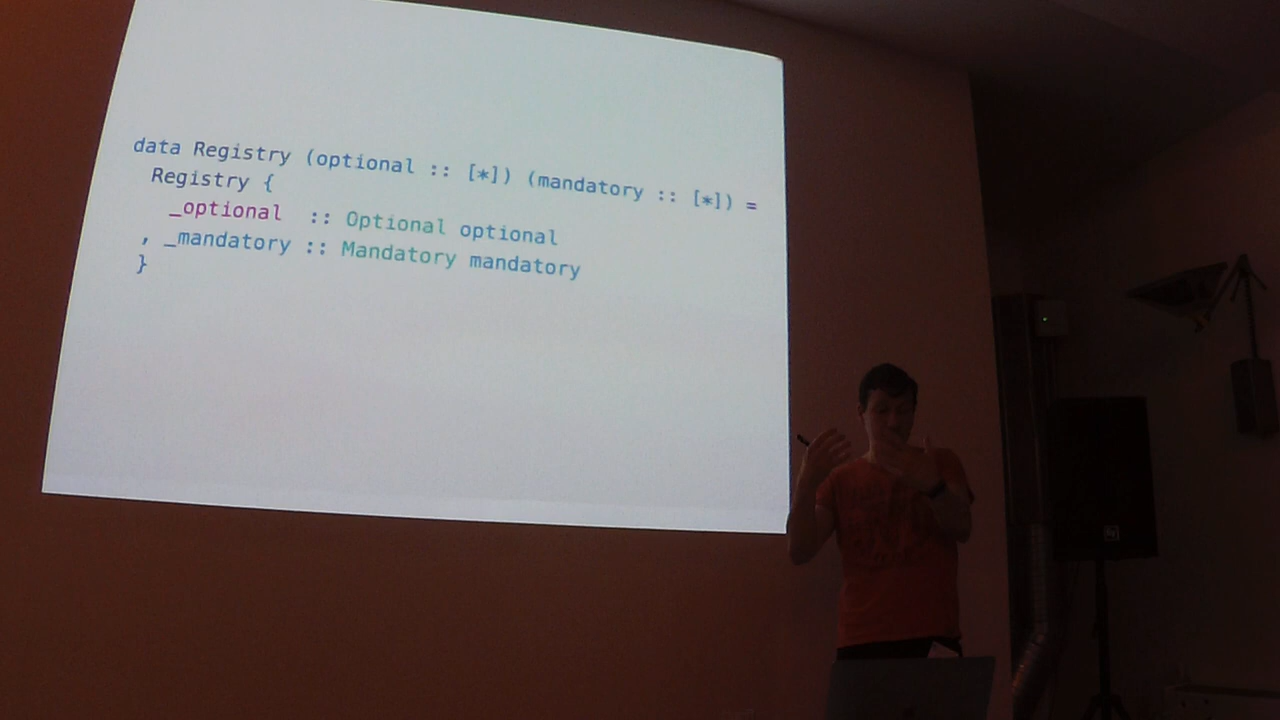 data Registry (optional :: [*]) (mandatory :: [*]) =
Registry {
_optional :: Optional optional
, _mandatory :: Mandatory mandatory
}